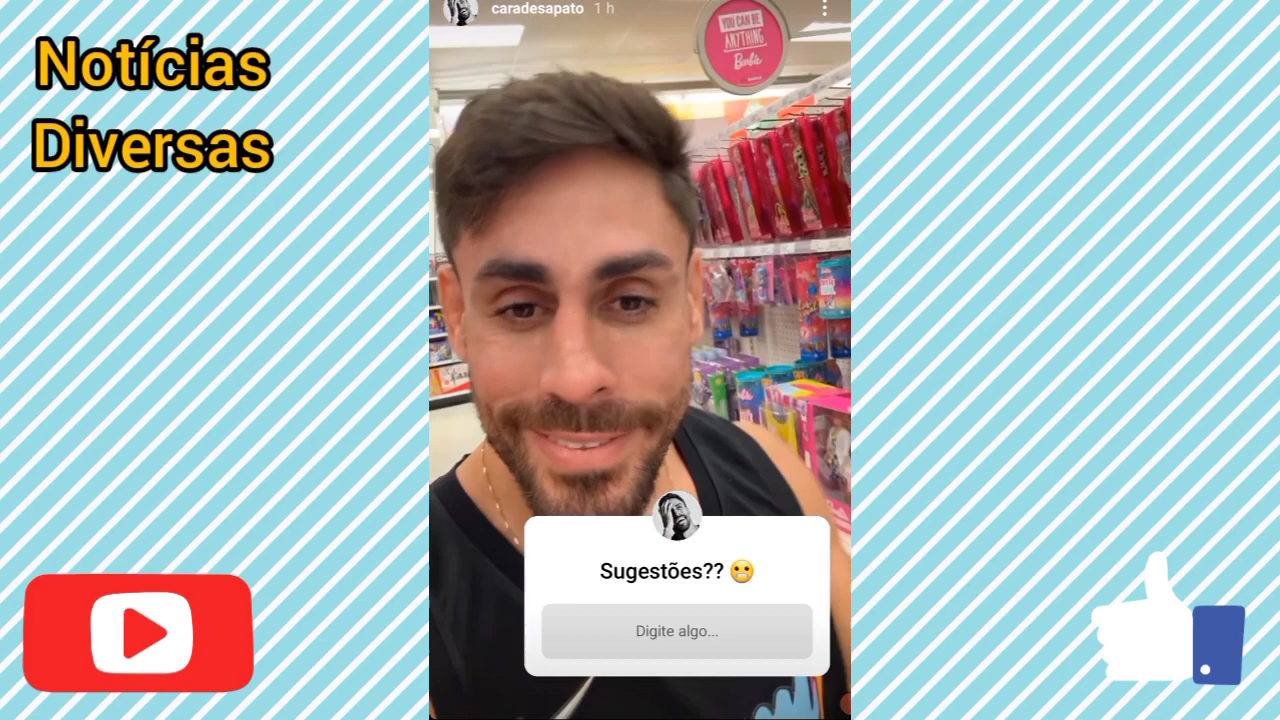 Notícias
Diversas
caradesapato 1 h
YOU CAN BE
ANYTHING
Barbie
Sugestões?? 😬
Digite algo...